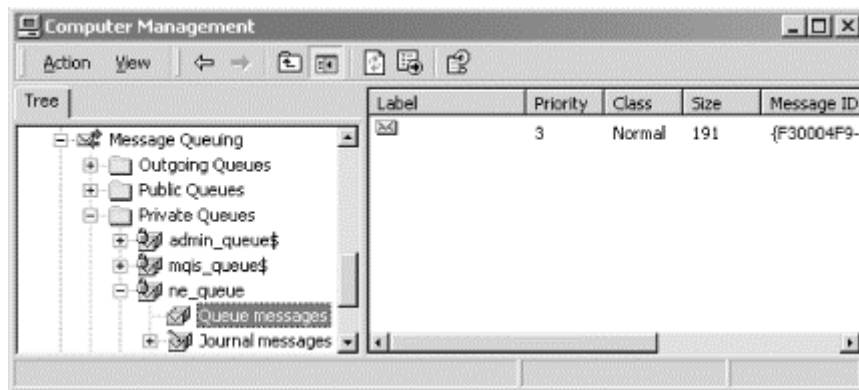 Computer Management
Action View
Tree
Label Priority Class Size Message ID
3 Normal 191 {F30004F9-
Message Queuing
Outgoing Queues
Public Queues
Private Queues
admin_queue$
mqis_queue$
ne_queue
Queue messages
Journal messages